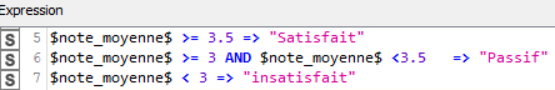 Expression
S 5 $note_moyenne$ >= 3.5 => "Satisfait"
S 6 $note_moyenne$ >= 3 AND $note_moyenne$ <3.5 => "Passif"
S 7 $note_moyenne$ < 3 => "insatisfait"